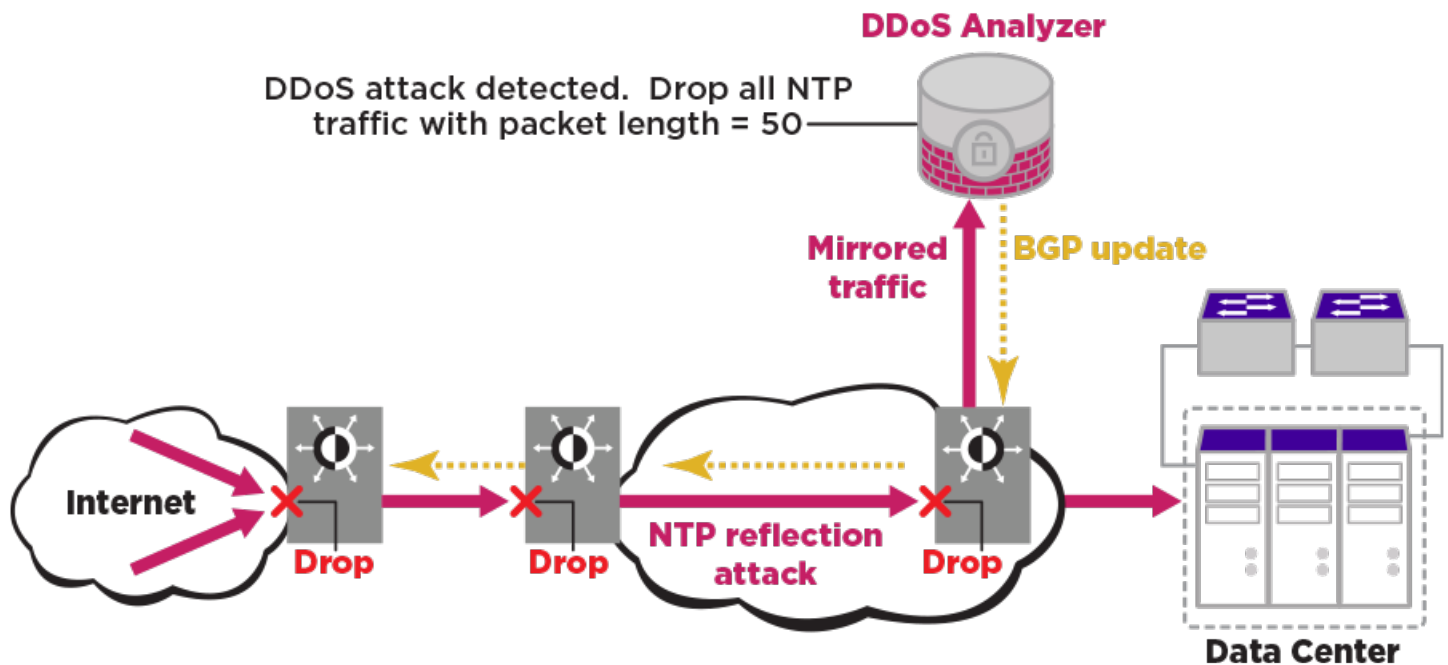 DDoS Analyzer
DDoS attack detected.  Drop all NTP
traffic with packet length = 50
Mirrored
traffic
BGP update
Internet
Drop
Drop
NTP reflection
attack
Drop
Data Center